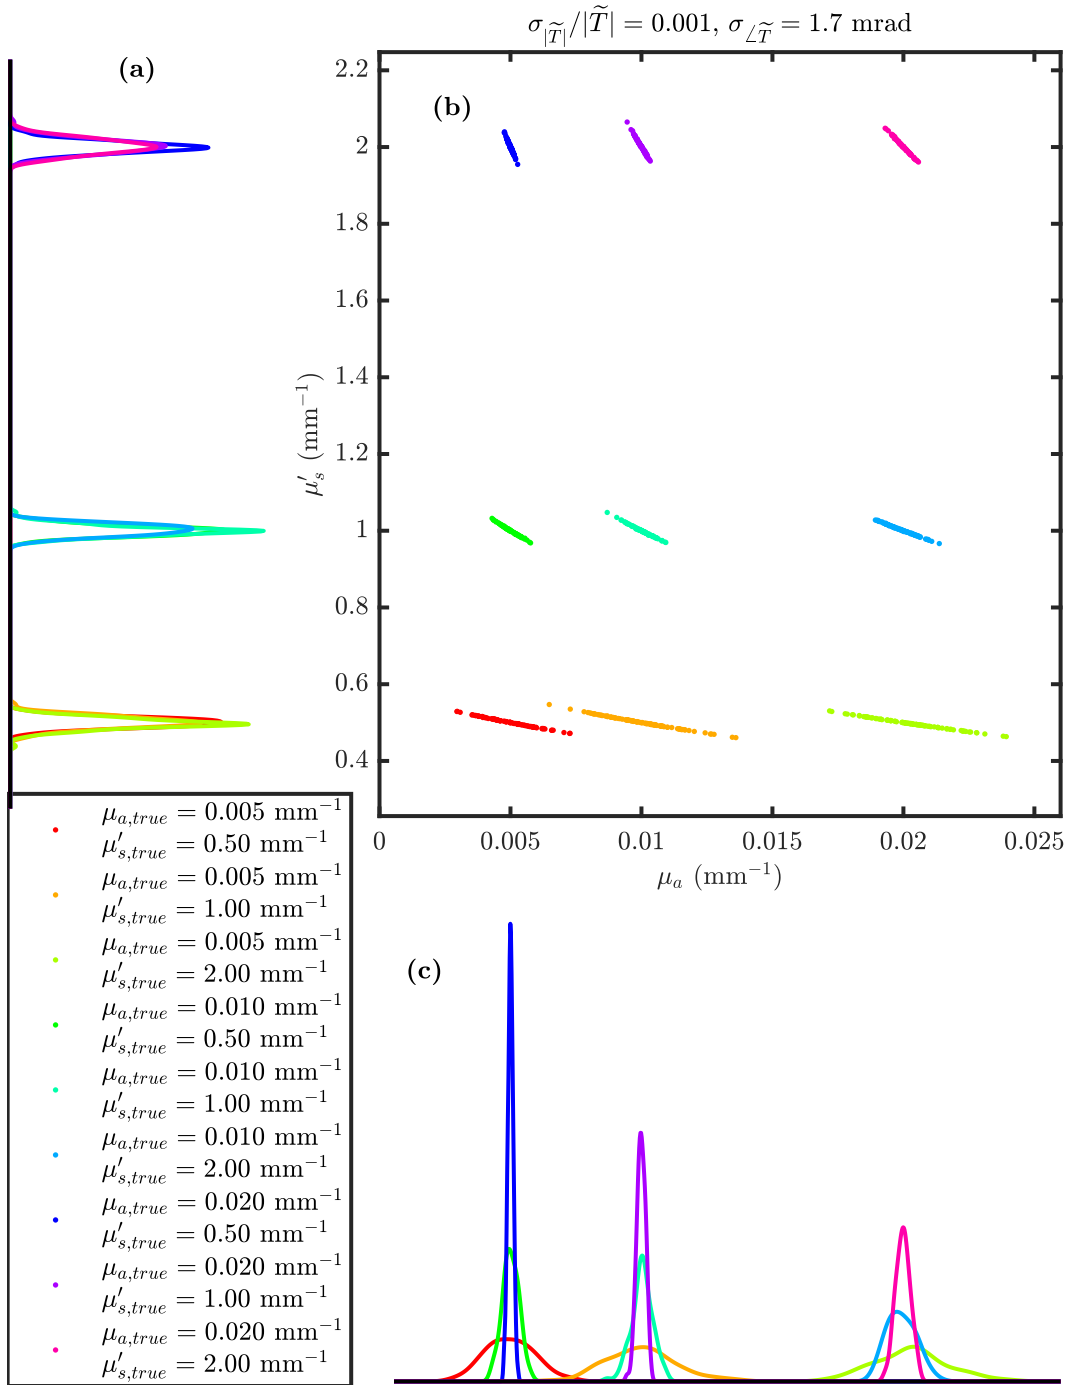 σ_{|T̃|}/|T̃| = 0.001, σ_{∠T̃} = 1.7 mrad
(a)
(b)
2.2
2
1.8
1.6
1.4
1.2
1
0.8
0.6
0.4
μ′_s (mm⁻¹)
0 0.005 0.01 0.015 0.02 0.025
μ_a (mm⁻¹)
μ_{a,true} = 0.005 mm⁻¹
μ′_{s,true} = 0.50 mm⁻¹
μ_{a,true} = 0.005 mm⁻¹
μ′_{s,true} = 1.00 mm⁻¹
μ_{a,true} = 0.005 mm⁻¹
μ′_{s,true} = 2.00 mm⁻¹
μ_{a,true} = 0.010 mm⁻¹
μ′_{s,true} = 0.50 mm⁻¹
μ_{a,true} = 0.010 mm⁻¹
μ′_{s,true} = 1.00 mm⁻¹
μ_{a,true} = 0.010 mm⁻¹
μ′_{s,true} = 2.00 mm⁻¹
μ_{a,true} = 0.020 mm⁻¹
μ′_{s,true} = 0.50 mm⁻¹
μ_{a,true} = 0.020 mm⁻¹
μ′_{s,true} = 1.00 mm⁻¹
μ_{a,true} = 0.020 mm⁻¹
μ′_{s,true} = 2.00 mm⁻¹
(c)